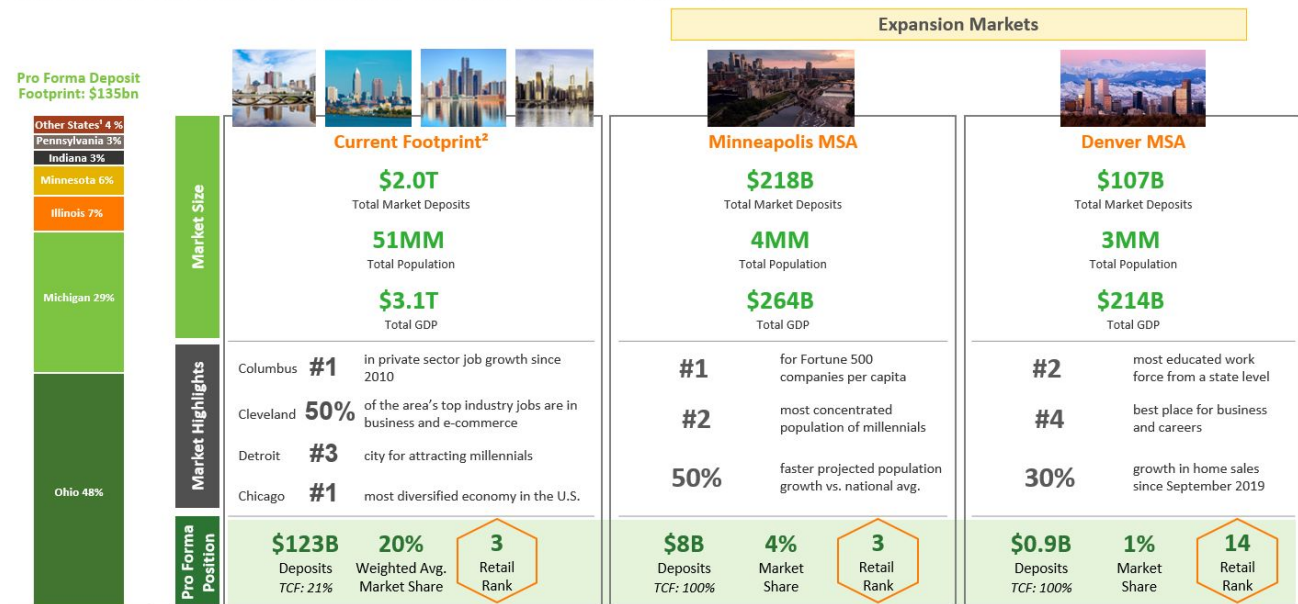 Expansion Markets
Pro Forma Deposit
Footprint: $135bn
Other States¹ 4 %
Pennsylvania 3%
Indiana 3%
Minnesota 6%
Illinois 7%
Michigan 29%
Ohio 48%
Market Size
Market Highlights
Pro Forma
Position
Current Footprint²
$2.0T
Total Market Deposits
51MM
Total Population
$3.1T
Total GDP
Columbus #1 in private sector job growth since
2010
Cleveland 50% of the area's top industry jobs are in
business and e-commerce
Detroit #3 city for attracting millennials
Chicago #1 most diversified economy in the U.S.
$123B
Deposits
TCF: 21%
20%
Weighted Avg.
Market Share
3
Retail
Rank
Minneapolis MSA
$218B
Total Market Deposits
4MM
Total Population
$264B
Total GDP
#1 for Fortune 500
companies per capita
#2 most concentrated
population of millennials
50% faster projected population
growth vs. national avg.
$8B
Deposits
TCF: 100%
4%
Market
Share
3
Retail
Rank
Denver MSA
$107B
Total Market Deposits
3MM
Total Population
$214B
Total GDP
#2 most educated work
force from a state level
#4 best place for business
and careers
30% growth in home sales
since September 2019
$0.9B
Deposits
TCF: 100%
1%
Market
Share
14
Retail
Rank